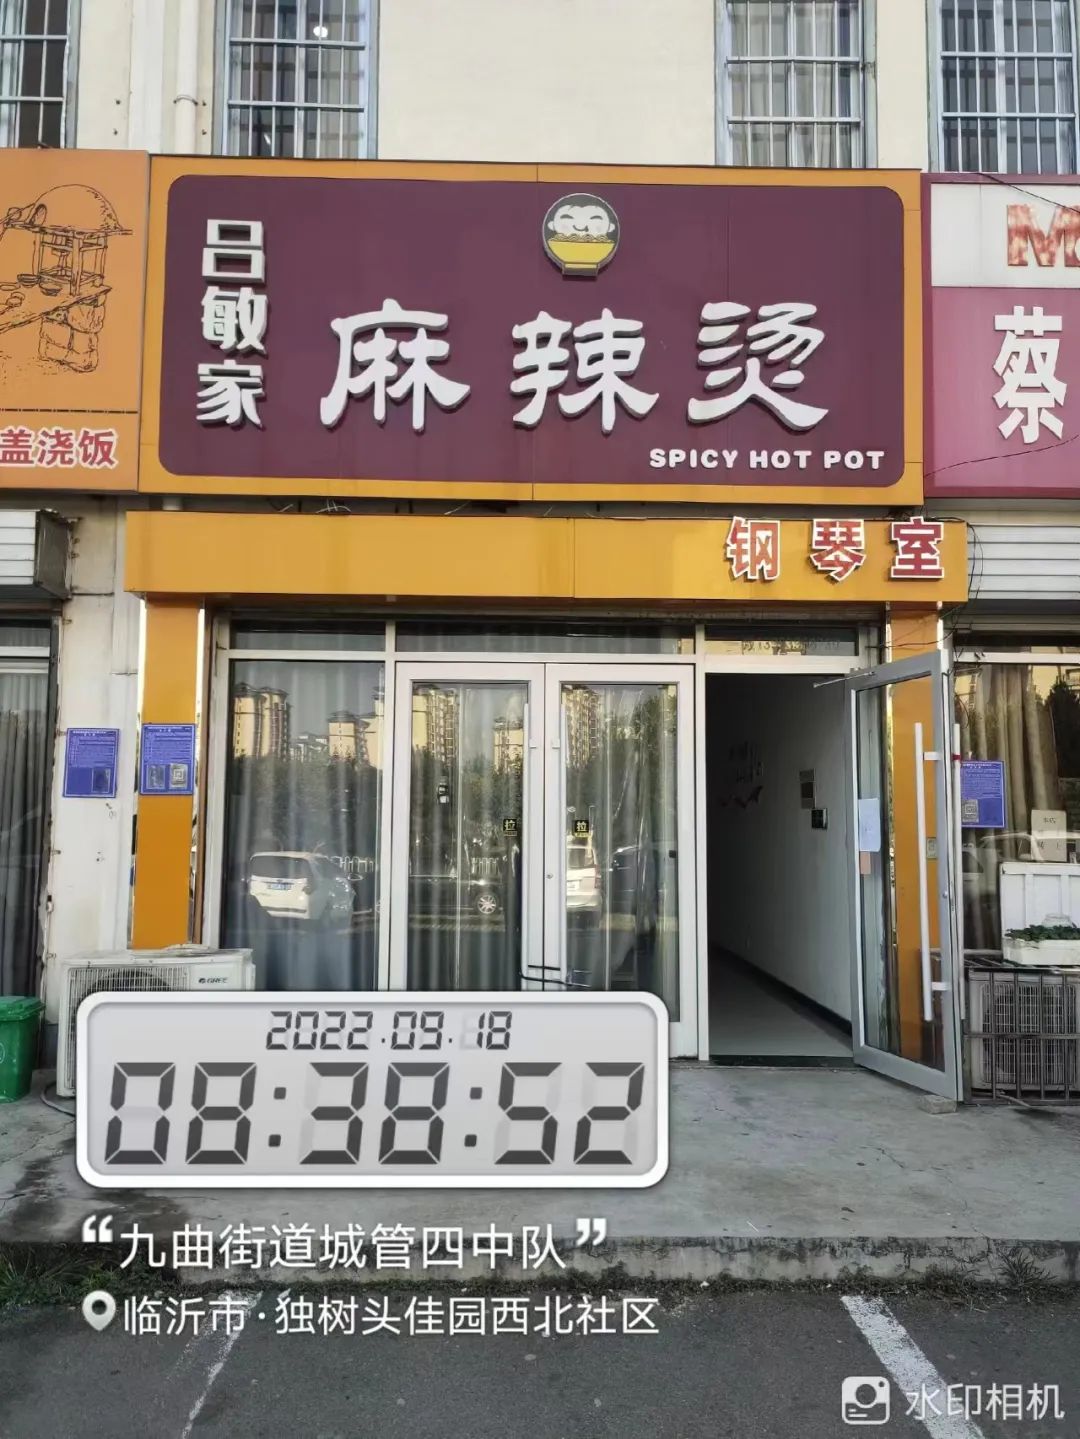 吕敏家
麻辣烫
SPICY HOT POT
盖浇饭
M
蔡
钢琴室
拉
拉
GREE
2022.09.18
08:38:52
“九曲街道城管四中队”
临沂市·独树头佳园西北社区
水印相机